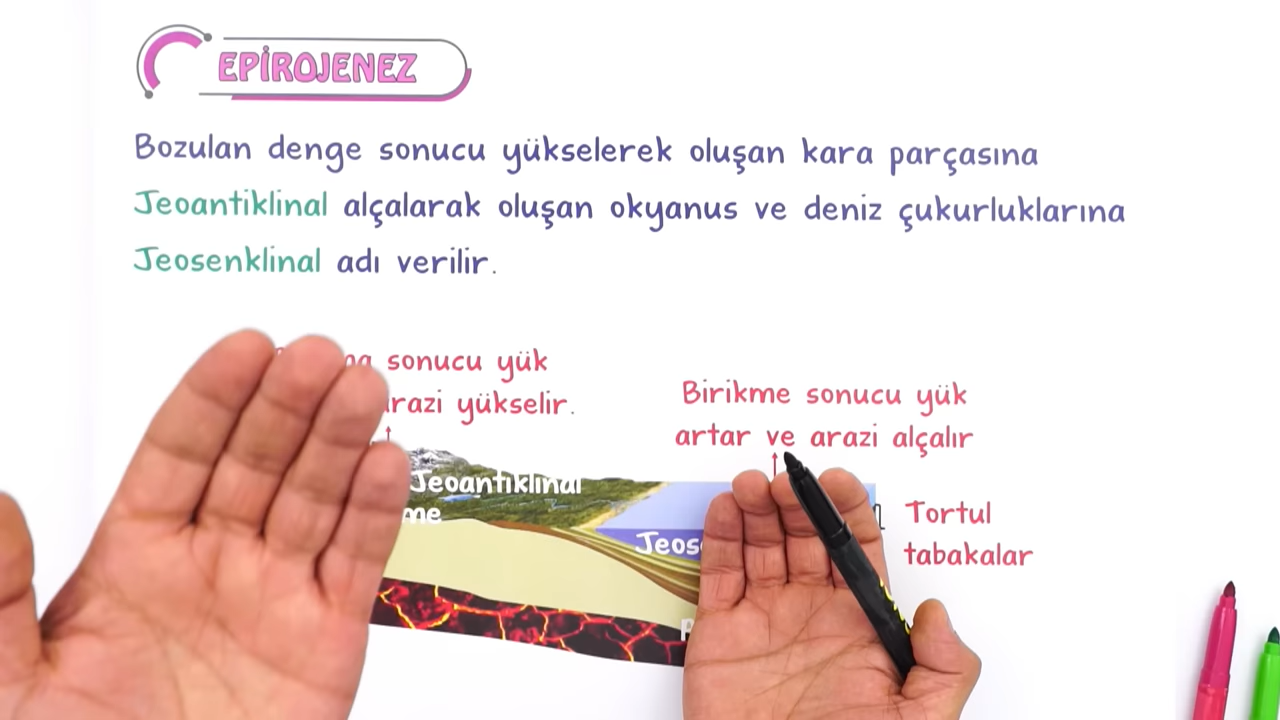 EPİROJENEZ
Bozulan denge sonucu yükselerek oluşan kara parçasına
Jeoantiklinal alçalarak oluşan okyanus ve deniz çukurluklarına
Jeosenklinal adı verilir.
sonucu yük
yükselir.
Birikme sonucu yük
artar ve arazi alçalır
Jeoantiklinal
Tortul
tabakalar